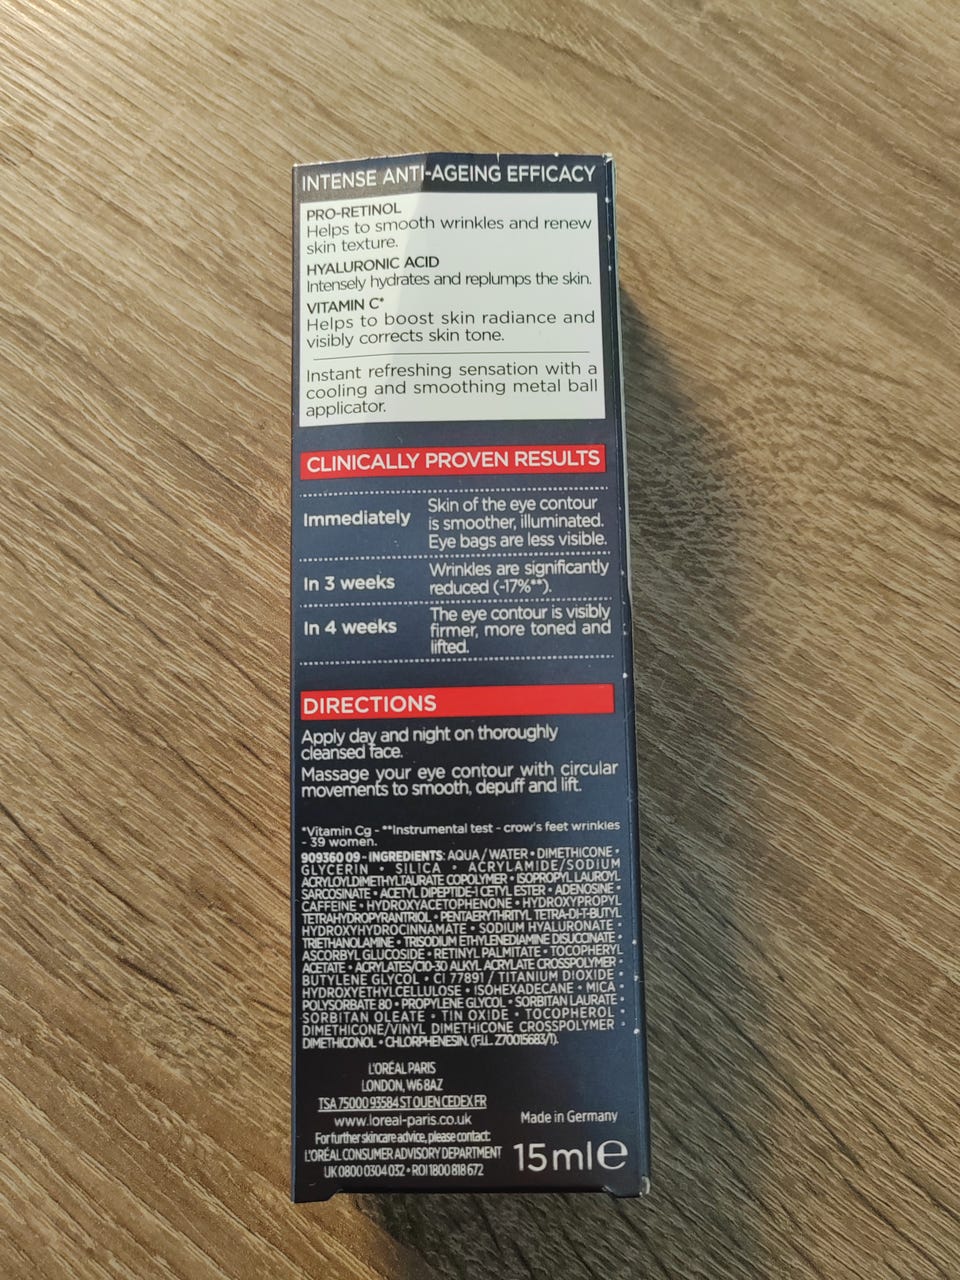 INTENSE ANTI-AGEING EFFICACY
PRO-RETINOL
Helps to smooth wrinkles and renew
skin texture.
HYALURONIC ACID
Intensely hydrates and replumps the skin.
VITAMIN C*
Helps to boost skin radiance and
visibly corrects skin tone.
Instant refreshing sensation with a
cooling and smoothing metal ball
applicator.
CLINICALLY PROVEN RESULTS
Immediately
Skin of the eye contour
is smoother, illuminated.
Eye bags are less visible.
In 3 weeks
Wrinkles are significantly
reduced (-17%**).
In 4 weeks
The eye contour is visibly
firmer, more toned and
lifted.
DIRECTIONS
Apply day and night on thoroughly
cleansed face.
Massage your eye contour with circular
movements to smooth, depuff and lift.
*Vitamin Cg - **Instrumental test - crow's feet wrinkles
- 39 women.
909360 09 - INGREDIENTS: AQUA / WATER • DIMETHICONE •
GLYCERIN • SILICA • ACRYLAMIDE/SODIUM
ACRYLOYLDIMETHYLTAURATE COPOLYMER • ISOPROPYL LAUROYL
SARCOSINATE • ACETYL DIPEPTIDE-1 CETYL ESTER • ADENOSINE •
CAFFEINE • HYDROXYACETOPHENONE • HYDROXYPROPYL
TETRAHYDROPYRANTRIOL • PENTAERYTHRITYL TETRA-DI-T-BUTYL
HYDROXYHYDROCINNAMATE • SODIUM HYALURONATE •
TRIETHANOLAMINE • TRISODIUM ETHYLENEDIAMINE DISUCCINATE •
ASCORBYL GLUCOSIDE • RETINYL PALMITATE • TOCOPHERYL
ACETATE • ACRYLATES/C10-30 ALKYL ACRYLATE CROSSPOLYMER •
BUTYLENE GLYCOL • CI 77891 / TITANIUM DIOXIDE •
HYDROXYETHYLCELLULOSE • ISOHEXADECANE • MICA •
POLYSORBATE 80 • PROPYLENE GLYCOL • SORBITAN LAURATE •
SORBITAN OLEATE • TIN OXIDE • TOCOPHEROL •
DIMETHICONE/VINYL DIMETHICONE CROSSPOLYMER •
DIMETHICONOL • CHLORPHENESIN. (F.I.L. Z70015683/1).
L'ORÉAL PARIS
LONDON, W6 8AZ
TSA 75000 93584 ST OUEN CEDEX FR
www.loreal-paris.co.uk
For further skincare advice, please contact:
L'ORÉAL CONSUMER ADVISORY DEPARTMENT
UK 0800 0304 032 • ROI 1800 818 672
Made in Germany
15ml℮